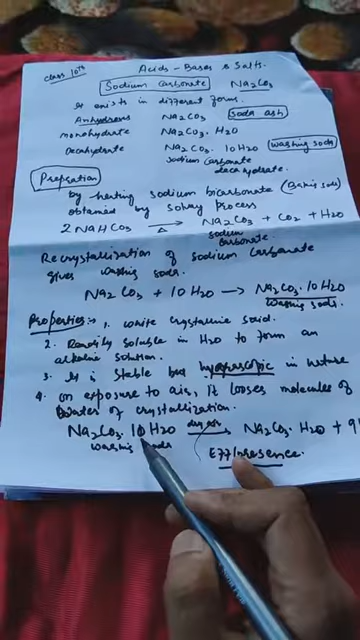 class 10th
Acids - Bases & Salts.
Sodium Carbonate Na2CO3
It exists in different form.
Anhydrous Na2CO3 Soda ash
monohydrate Na2CO3. H2O
Decahydrate Na2CO3. 10H2O washing soda
Sodium Carbonate
decahydrate.
Prepration
by heating sodium bicarbonate (Baking soda)
obtained by solvay process
2NaHCO3 →Δ Na2CO3 + CO2 + H2O
sodium
carbonate.
Recrystallization of sodium Carbonate
gives washing soda.
Na2CO3 + 10H2O → Na2CO3.10H2O
washing soda.
Properties:- 1. white crystalline solid.
2. Readily soluble in H2O to form an
alkaline solution.
3. It is stable but hygroscopic in nature
4. on exposure to air, it looses molecules of
water of crystallization.
Na2CO3.10H2O dry air Na2CO3.H2O + 9
washing soda
Efflorescence.